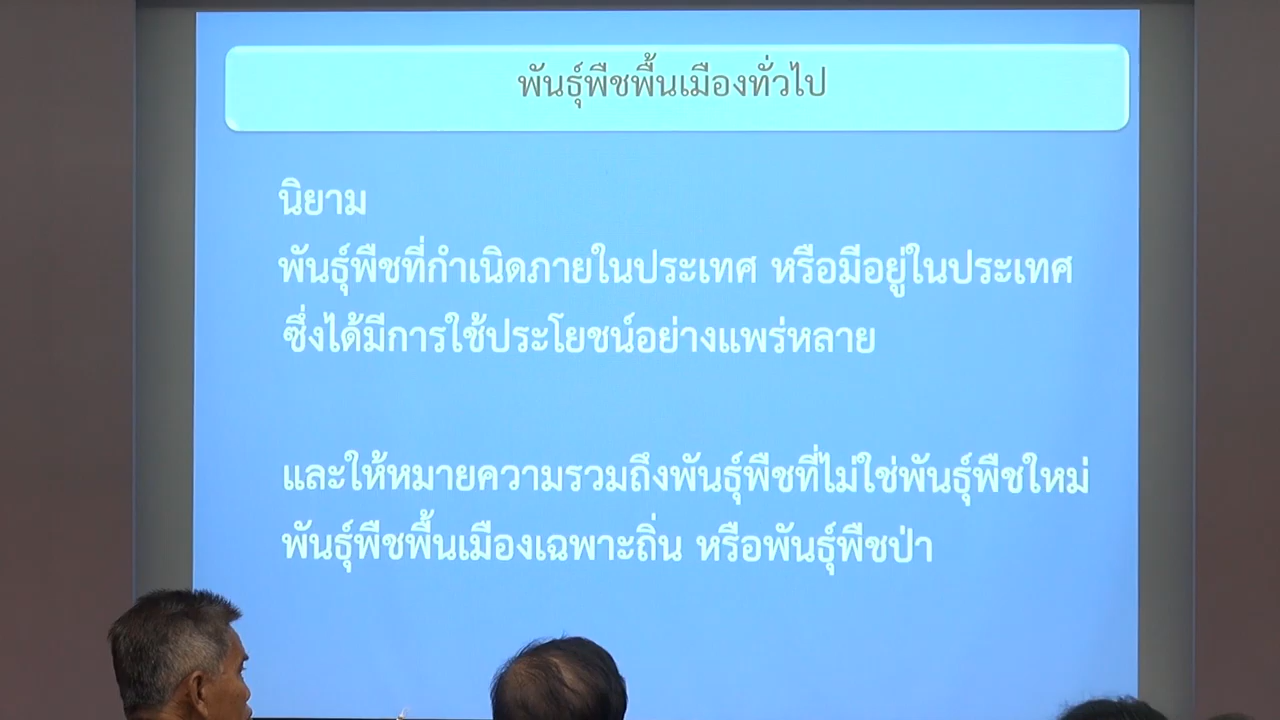 พันธุ์พืชพื้นเมืองทั่วไป
นิยาม
พันธุ์พืชที่กำเนิดภายในประเทศ หรือมีอยู่ในประเทศ
ซึ่งได้มีการใช้ประโยชน์อย่างแพร่หลาย
และให้หมายความรวมถึงพันธุ์พืชที่ไม่ใช่พันธุ์พืชใหม่
พันธุ์พืชพื้นเมืองเฉพาะถิ่น หรือพันธุ์พืชป่า